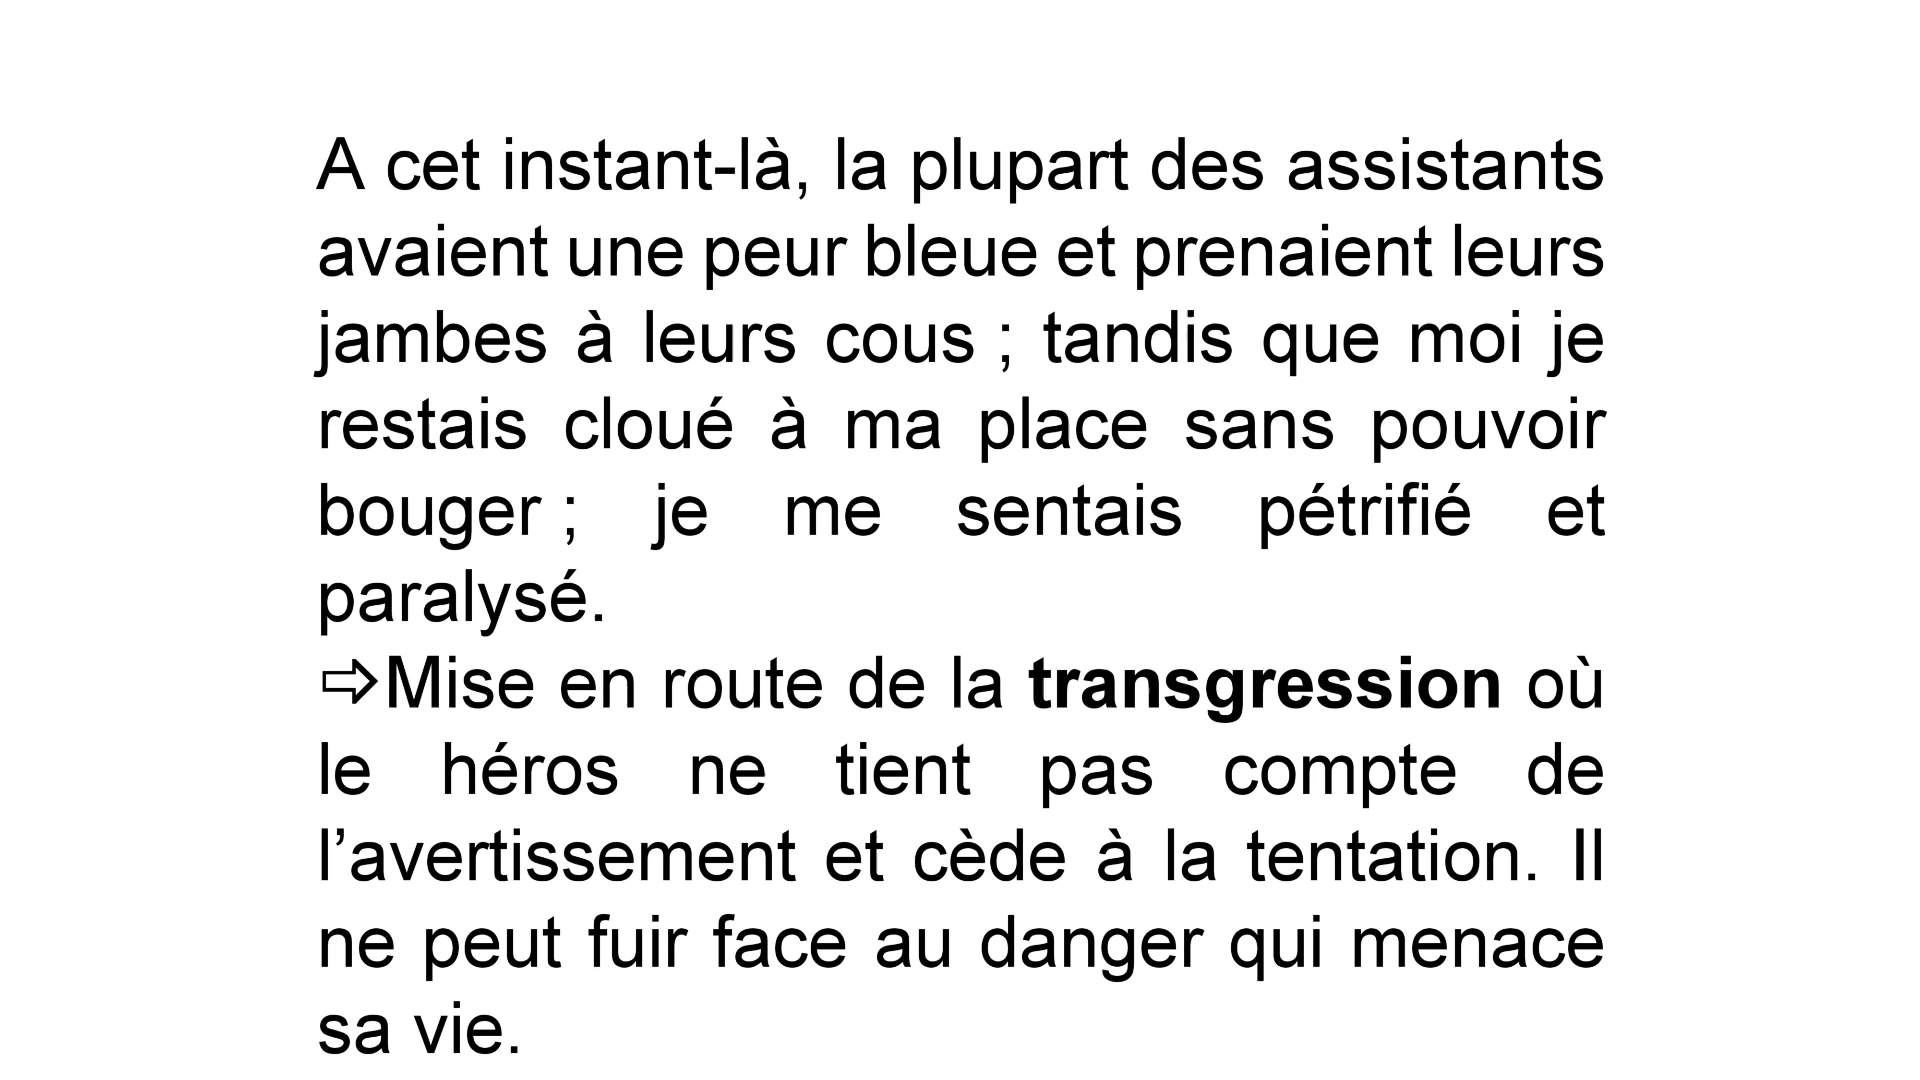 A cet instant-là, la plupart des assistants
avaient une peur bleue et prenaient leurs
jambes à leurs cous ; tandis que moi je
restais cloué à ma place sans pouvoir
bouger ; je me sentais pétrifié et
paralysé.
⇨Mise en route de la transgression où
le héros ne tient pas compte de
l’avertissement et cède à la tentation. Il
ne peut fuir face au danger qui menace
sa vie.